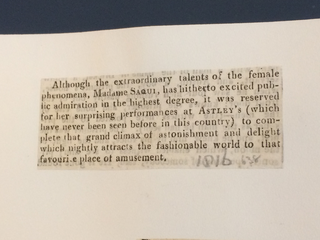 Although the extraordinary talents of the female
phenomena, Madame SAQUI, has hitherto excited pub-
lic admiration in the highest degree, it was reserved
for her surprising performances at ASTLEY's (which
have never been seen before in this country) to com-
plete that grand climax of astonishment and delight
which nightly attracts the fashionable world to that
favouri e place of amusement.
1816